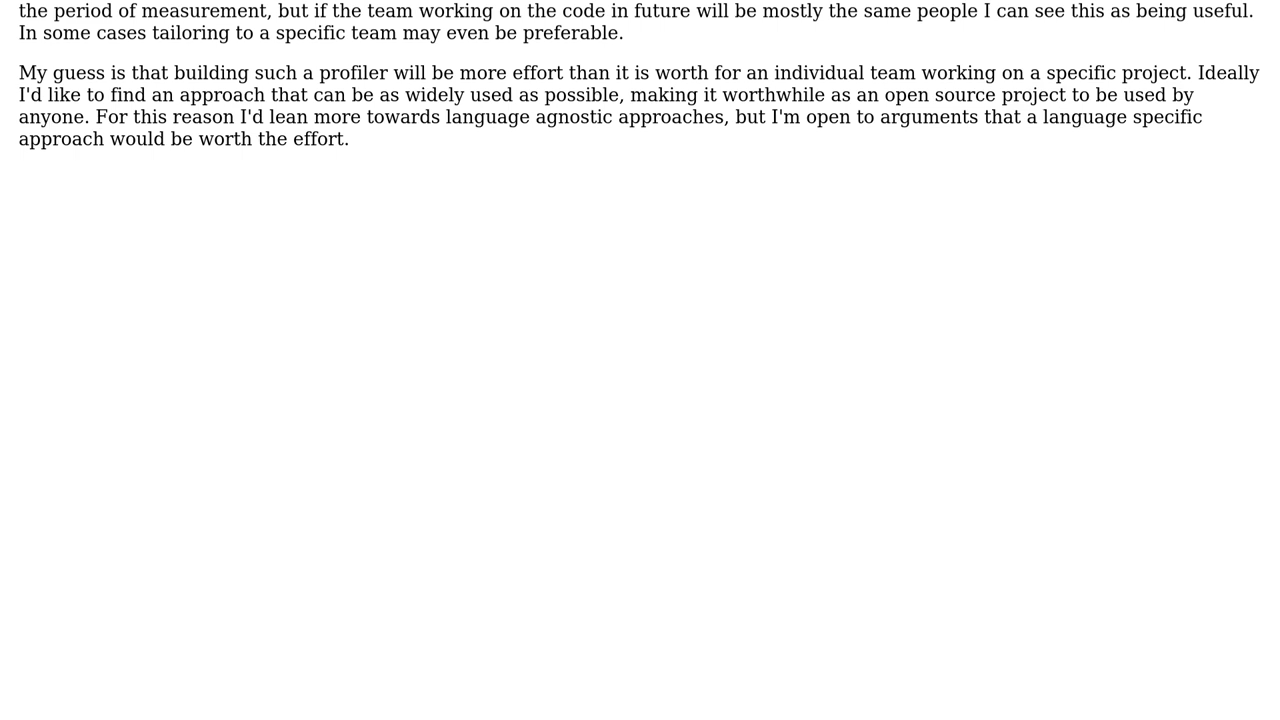 the period of measurement, but if the team working on the code in future will be mostly the same people I can see this as being useful.
In some cases tailoring to a specific team may even be preferable.
My guess is that building such a profiler will be more effort than it is worth for an individual team working on a specific project. Ideally
I'd like to find an approach that can be as widely used as possible, making it worthwhile as an open source project to be used by
anyone. For this reason I'd lean more towards language agnostic approaches, but I'm open to arguments that a language specific
approach would be worth the effort.